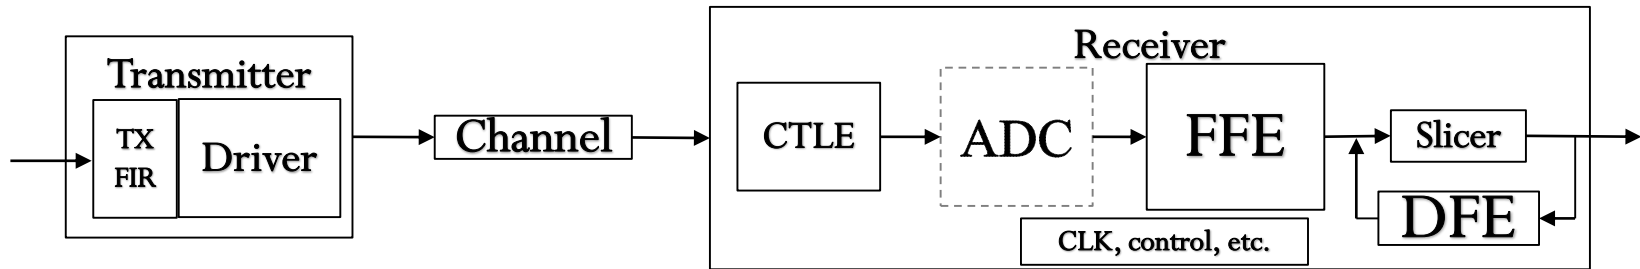 Transmitter
TX
FIR
Driver
Channel
Receiver
CTLE
ADC
FFE
Slicer
DFE
CLK, control, etc.